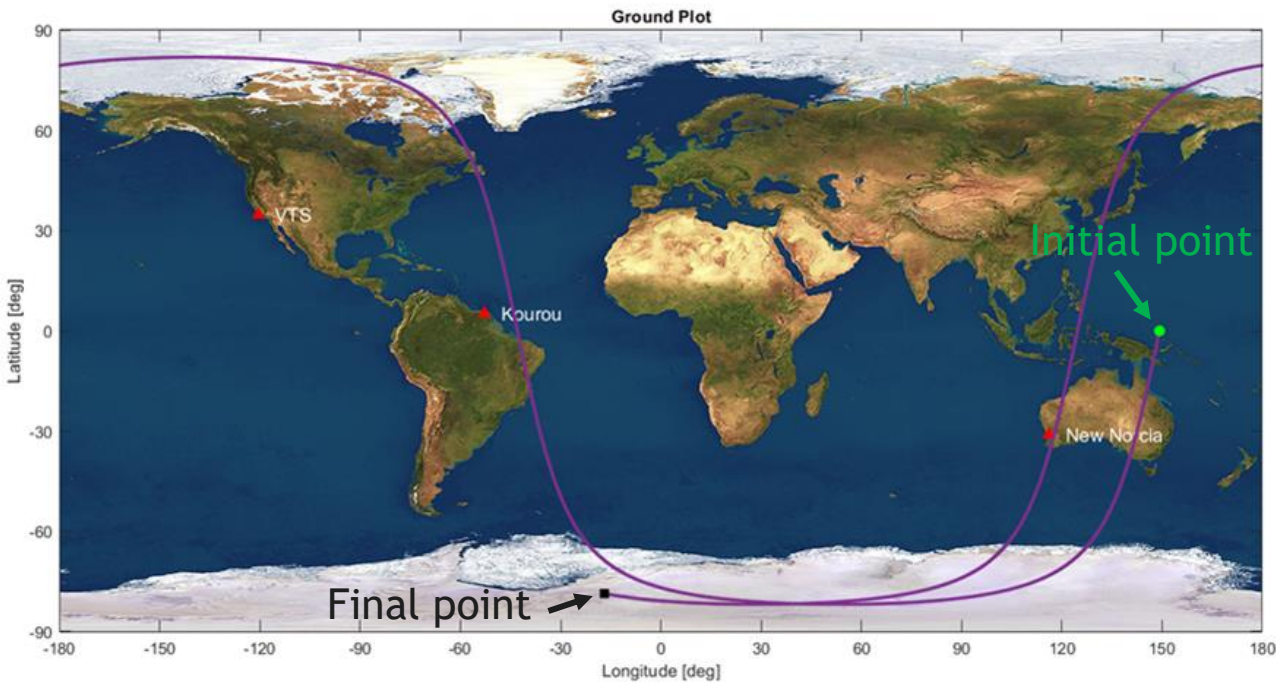 Ground Plot
90
60
30
0
-30
-60
-90
Latitude [deg]
VTS
Kourou
Initial point
New Norcia
Final point
-180 -150 -120 -90 -60 -30 0 30 60 90 120 150 180
Longitude [deg]